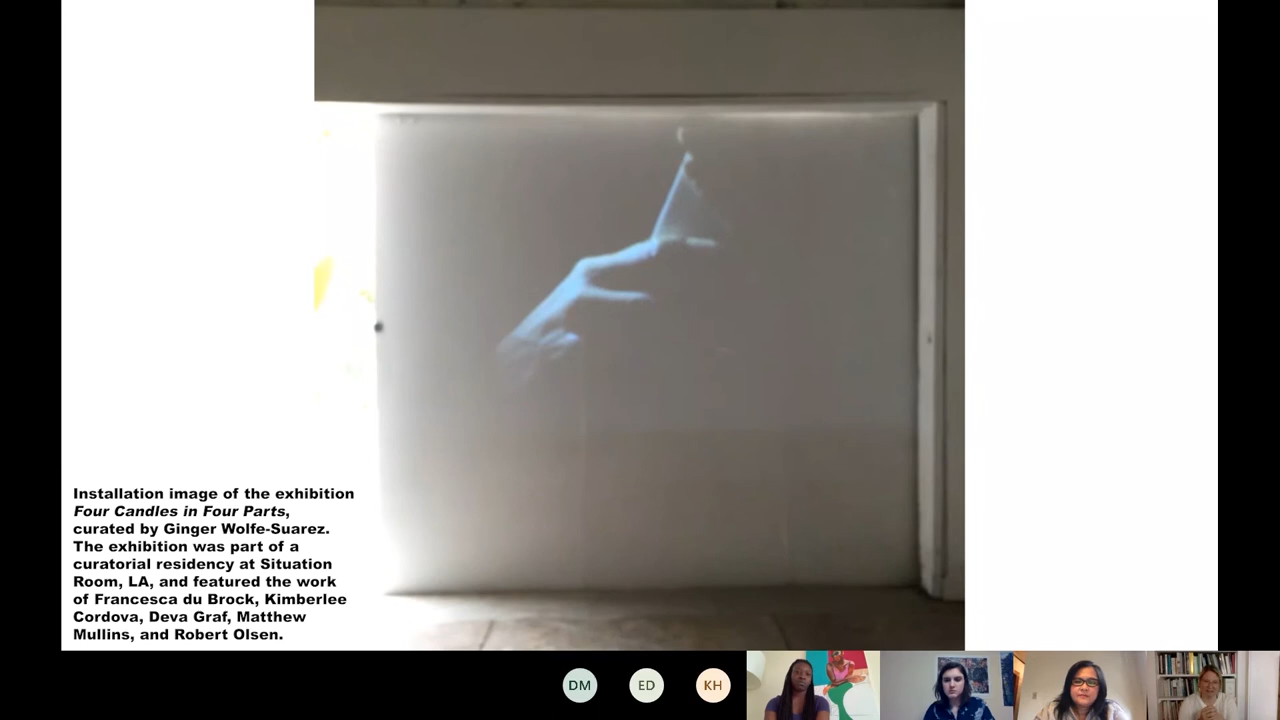 Installation image of the exhibition
Four Candles in Four Parts,
curated by Ginger Wolfe-Suarez.
The exhibition was part of a
curatorial residency at Situation
Room, LA, and featured the work
of Francesca du Brock, Kimberlee
Cordova, Deva Graf, Matthew
Mullins, and Robert Olsen.
DM ED KH